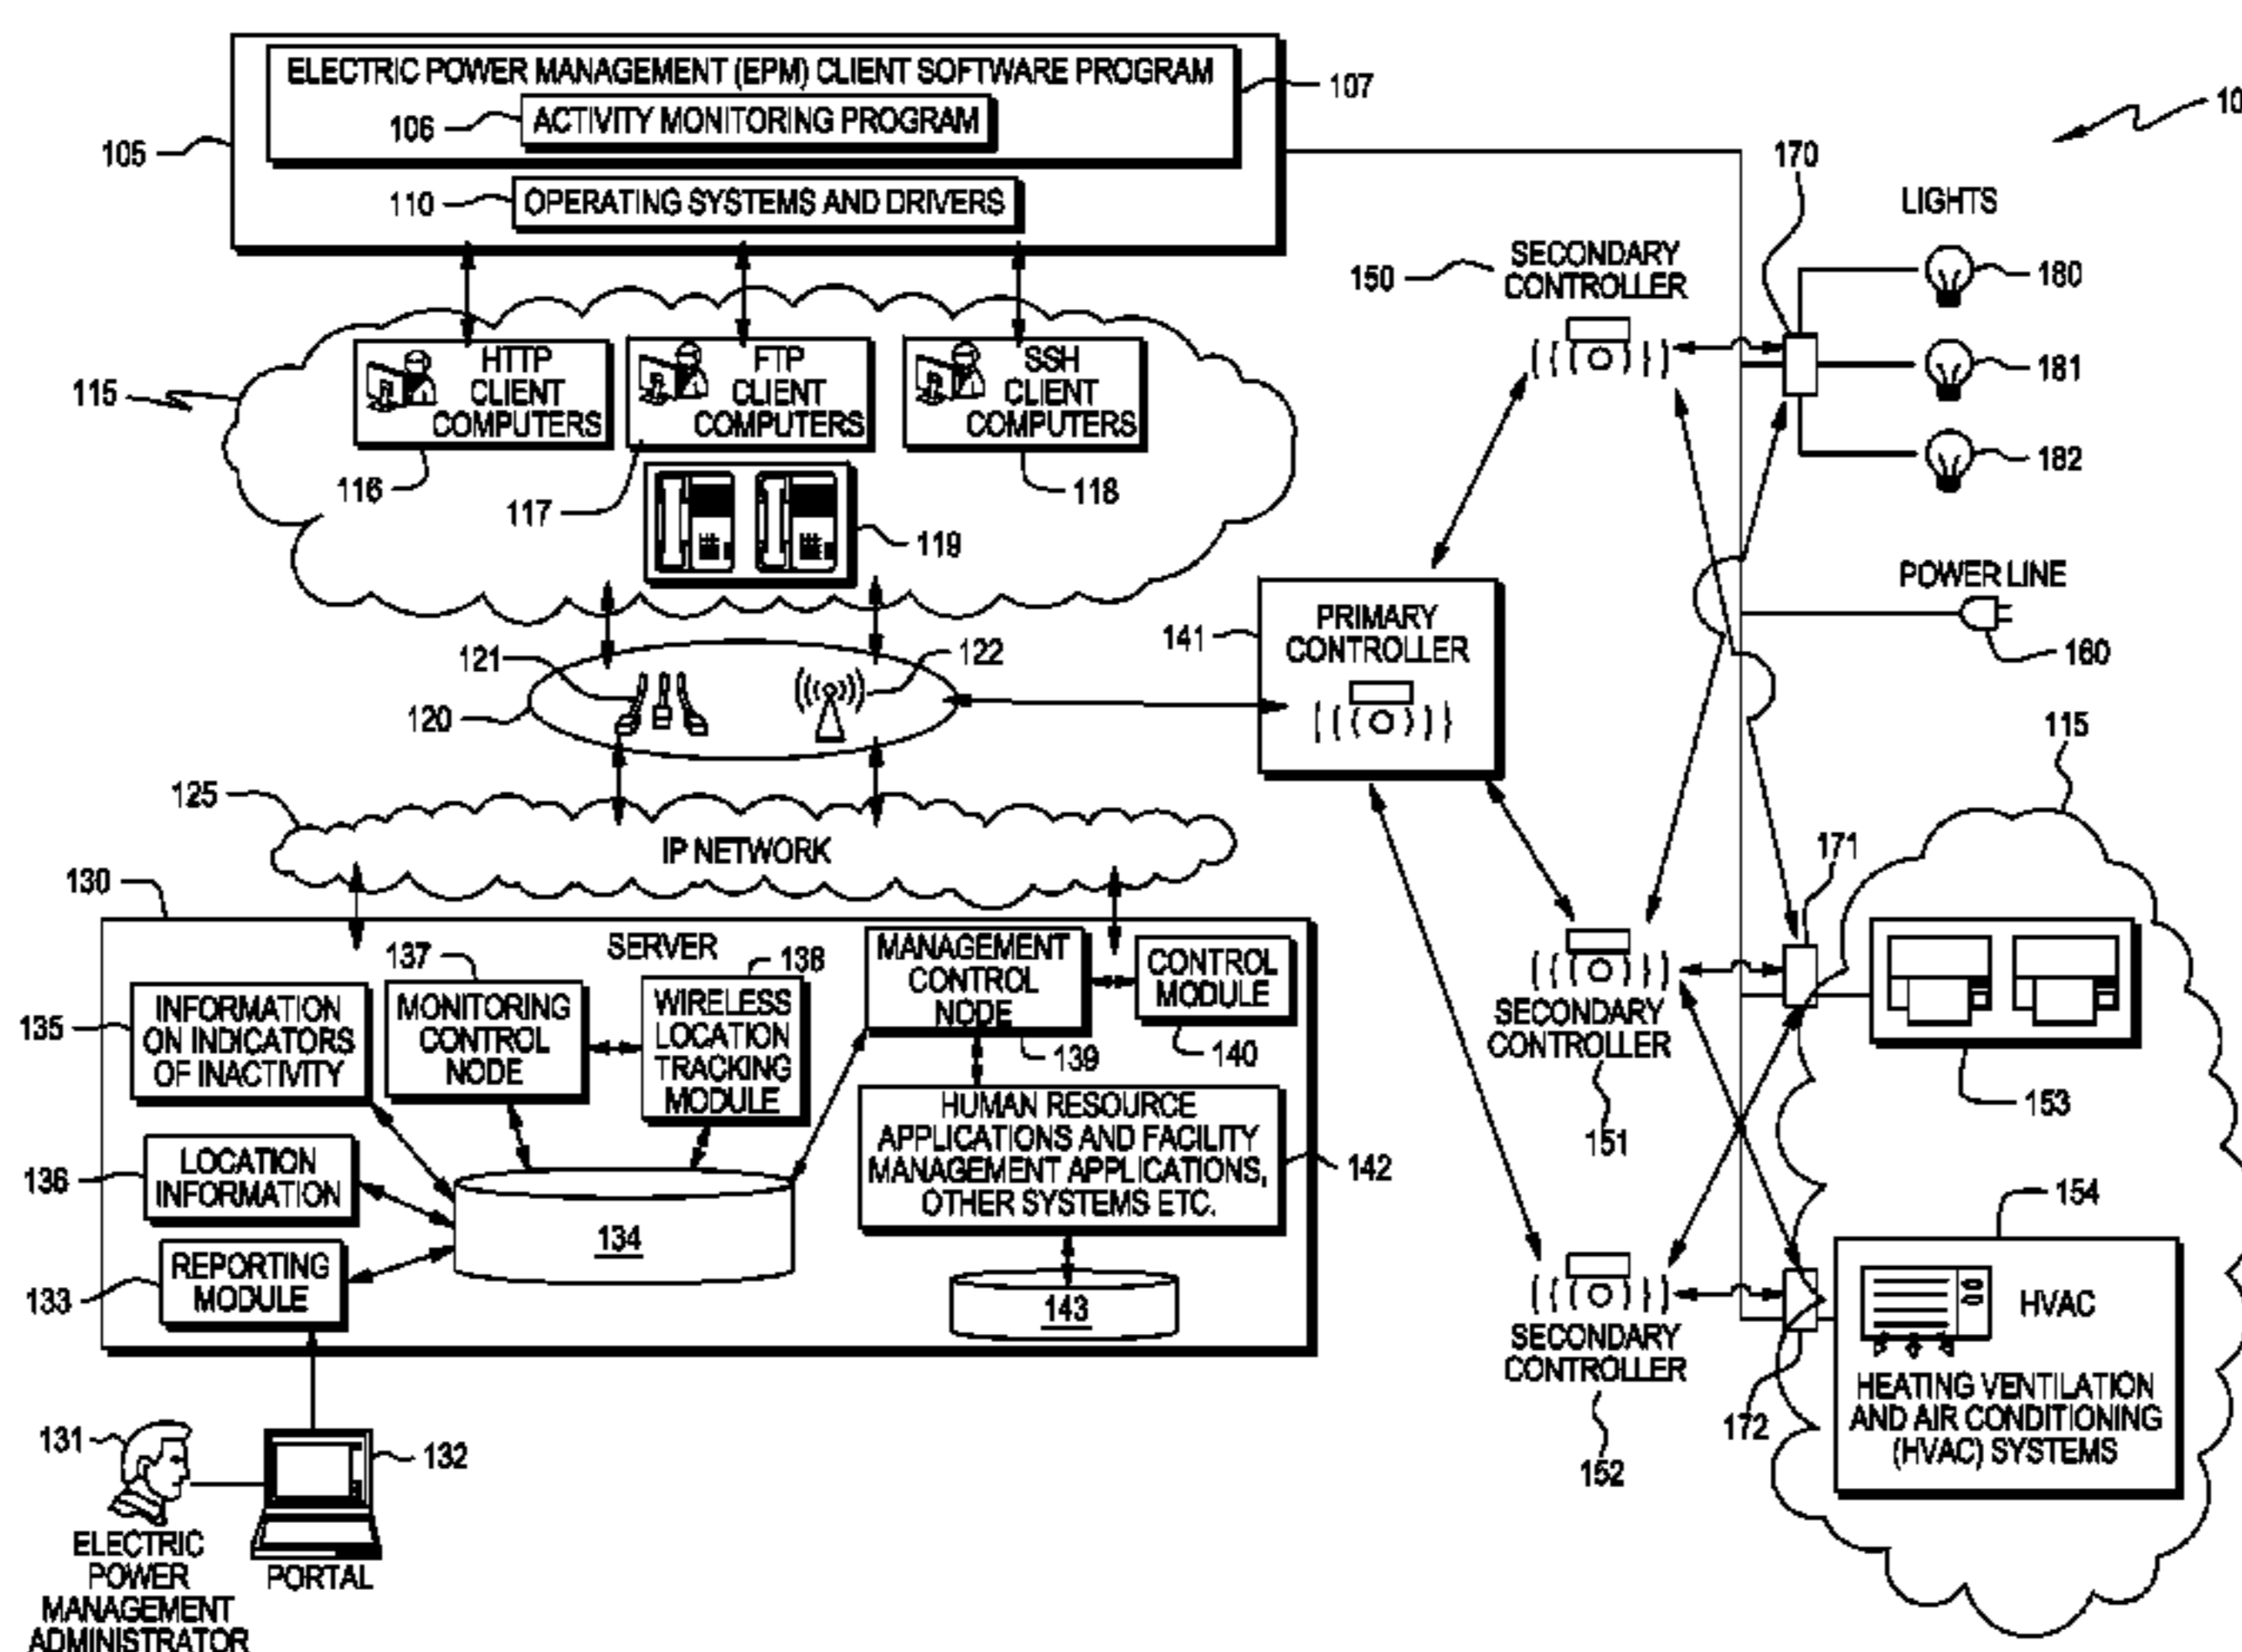 ELECTRIC POWER MANAGEMENT (EPM) CLIENT SOFTWARE PROGRAM
107
106
ACTIVITY MONITORING PROGRAM
105
110
OPERATING SYSTEMS AND DRIVERS
10
170
LIGHTS
150
SECONDARY
CONTROLLER
180
181
182
115
HTTP
CLIENT
COMPUTERS
FTP
CLIENT
COMPUTERS
SSH
CLIENT
COMPUTERS
116
117
118
119
POWER LINE
160
141
PRIMARY
CONTROLLER
121
122
120
115
125
IP NETWORK
171
130
SERVER
135
INFORMATION
ON INDICATORS
OF INACTIVITY
137
MONITORING
CONTROL
NODE
138
WIRELESS
LOCATION
TRACKING
MODULE
MANAGEMENT
CONTROL
NODE
139
CONTROL
MODULE
140
SECONDARY
CONTROLLER
151
153
136
LOCATION
INFORMATION
134
HUMAN RESOURCE
APPLICATIONS AND FACILITY
MANAGEMENT APPLICATIONS,
OTHER SYSTEMS ETC.
142
133
REPORTING
MODULE
143
154
HVAC
HEATING VENTILATION
AND AIR CONDITIONING
(HVAC) SYSTEMS
172
SECONDARY
CONTROLLER
152
131
132
ELECTRIC
POWER
MANAGEMENT
ADMINISTRATOR
PORTAL